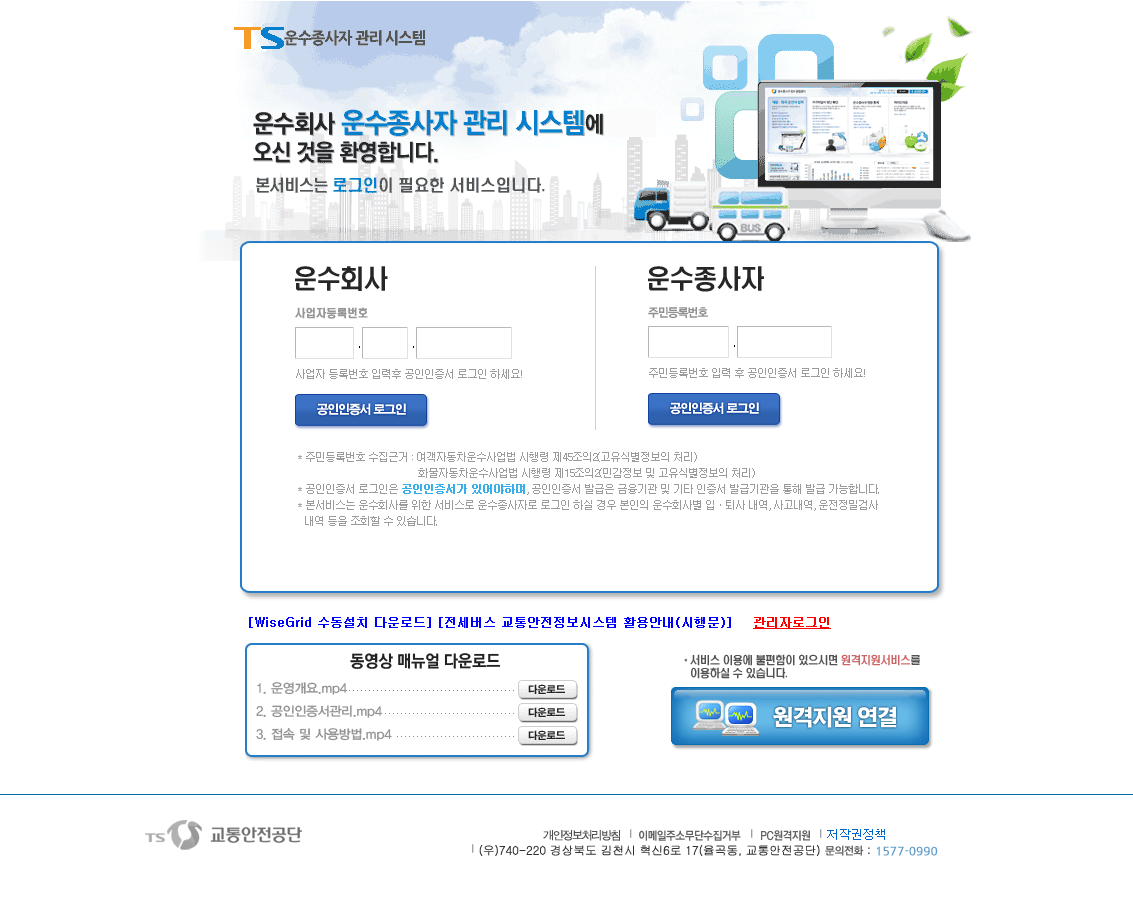 TS운수종사자 관리 시스템
운수회사 운수종사자 관리 시스템에
오신 것을 환영합니다.
본서비스는 로그인이 필요한 서비스입니다.
BUS
운수회사
사업자등록번호
사업자 등록번호 입력후 공인인증서 로그인 하세요!
공인인증서 로그인
운수종사자
주민등록번호
주민등록번호 입력 후 공인인증서 로그인 하세요!
공인인증서 로그인
* 주민등록번호 수집근거 : 여객자동차운수사업법 시행령 제45조의2(고유식별정보의 처리)
화물자동차운수사업법 시행령 제15조의2(민감정보 및 고유식별정보의 처리)
* 공인인증서 로그인은 공인인증서가 있어야하며, 공인인증서 발급은 금융기관 및 기타 인증서 발급기관을 통해 발급 가능합니다.
* 본서비스는 운수회사를 위한 서비스로 운수종사자로 로그인 하실 경우 본인의 운수회사별 입ㆍ퇴사 내역, 사고내역, 운전정밀검사
내역 등을 조회할 수 있습니다.
[WiseGrid 수동설치 다운로드] [전세버스 교통안전정보시스템 활용안내(시행문)] 관리자로그인
동영상 매뉴얼 다운로드
1. 운영개요.mp4 다운로드
2. 공인인증서관리.mp4 다운로드
3. 접속 및 사용방법.mp4 다운로드
· 서비스 이용에 불편함이 있으시면 원격지원서비스를
이용하실 수 있습니다.
원격지원 연결
TS 교통안전공단
개인정보처리방침 | 이메일주소무단수집거부 | PC원격지원 | 저작권정책
| (우)740-220 경상북도 김천시 혁신6로 17(율곡동, 교통안전공단) 문의전화 : 1577-0990